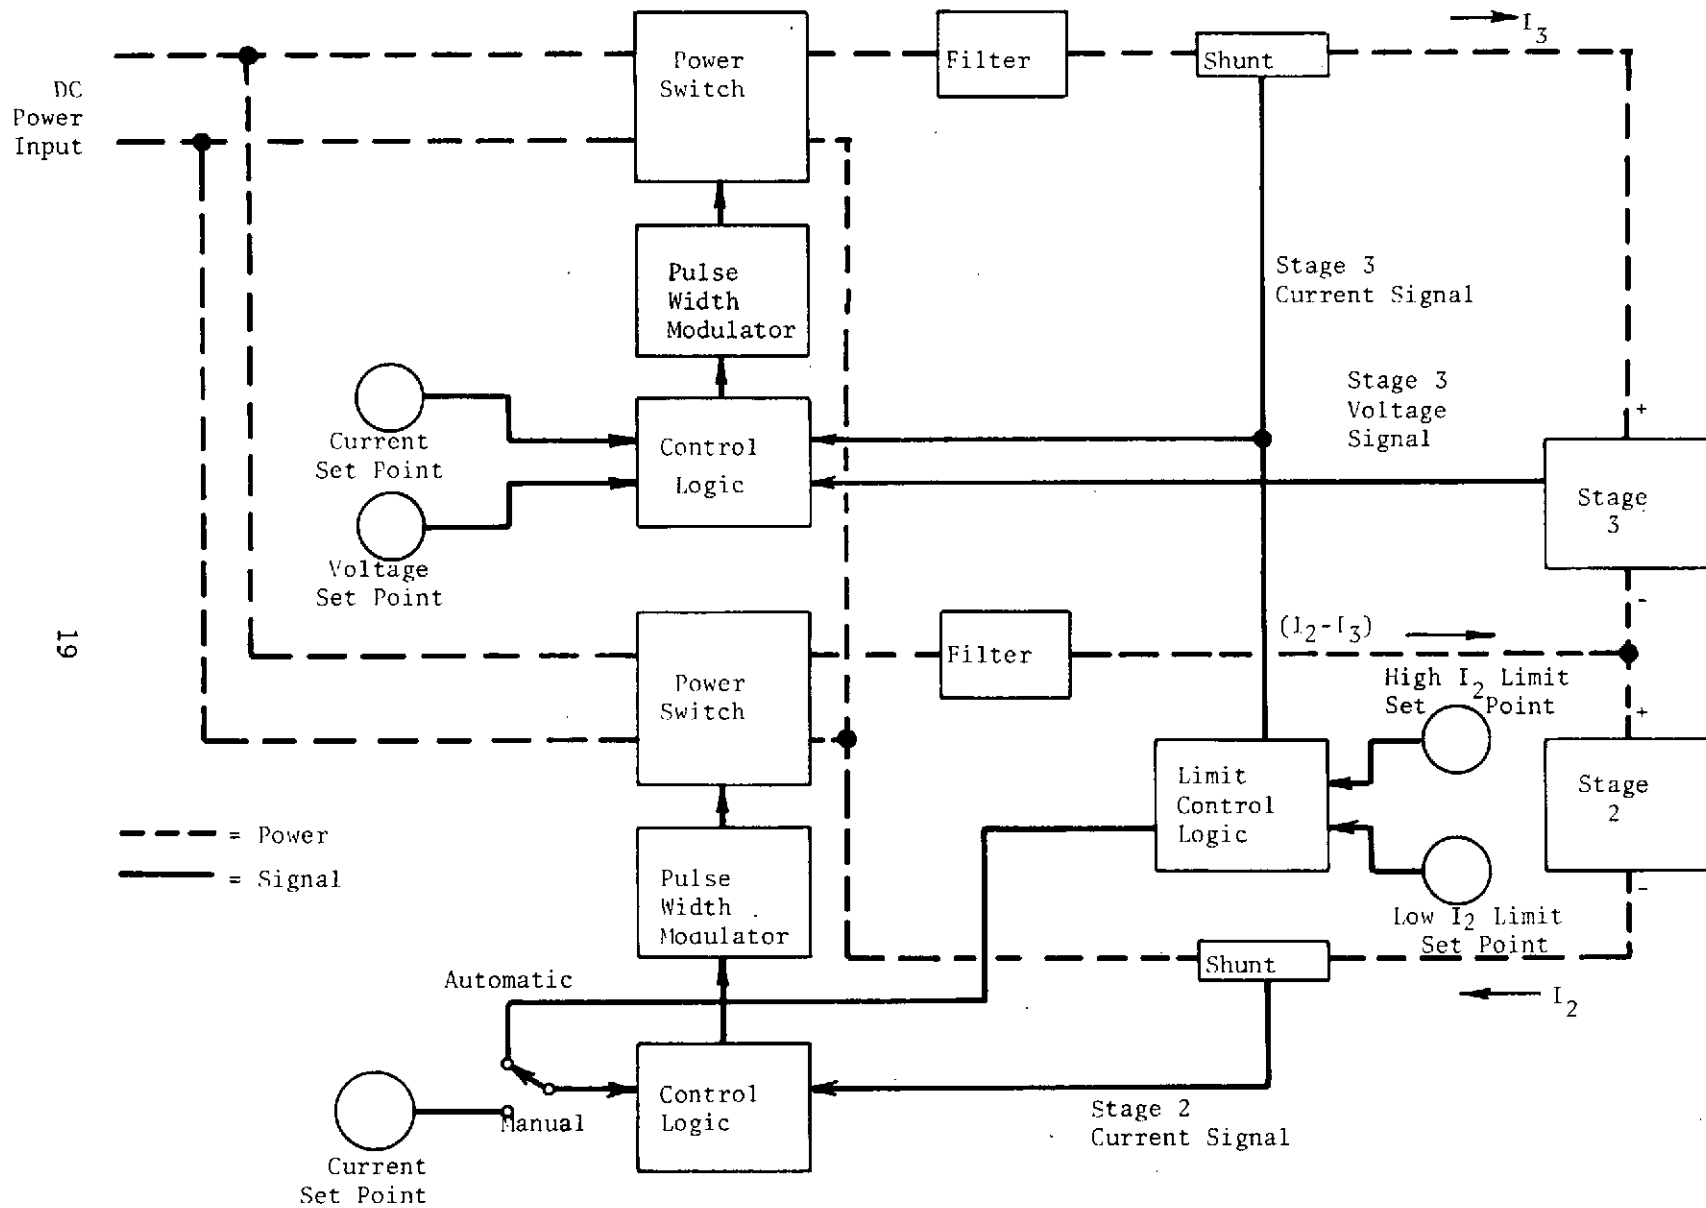 I3
DC
Power
Input
Power
Switch
Filter
Shunt
Pulse
Width
Modulator
Stage 3
Current Signal
Stage 3
Voltage
Signal
+
Current
Set Point
Control
Logic
Stage
3
Voltage
Set Point
-
(I2-I3)
Filter
Power
Switch
High I2 Limit
Set Point
+
Limit
Control
Logic
Stage
2
= Power
= Signal
Pulse
Width
Modulator
-
Low I2 Limit
Set Point
Shunt
I2
Automatic
Manual
Control
Logic
Stage 2
Current Signal
Current
Set Point
19